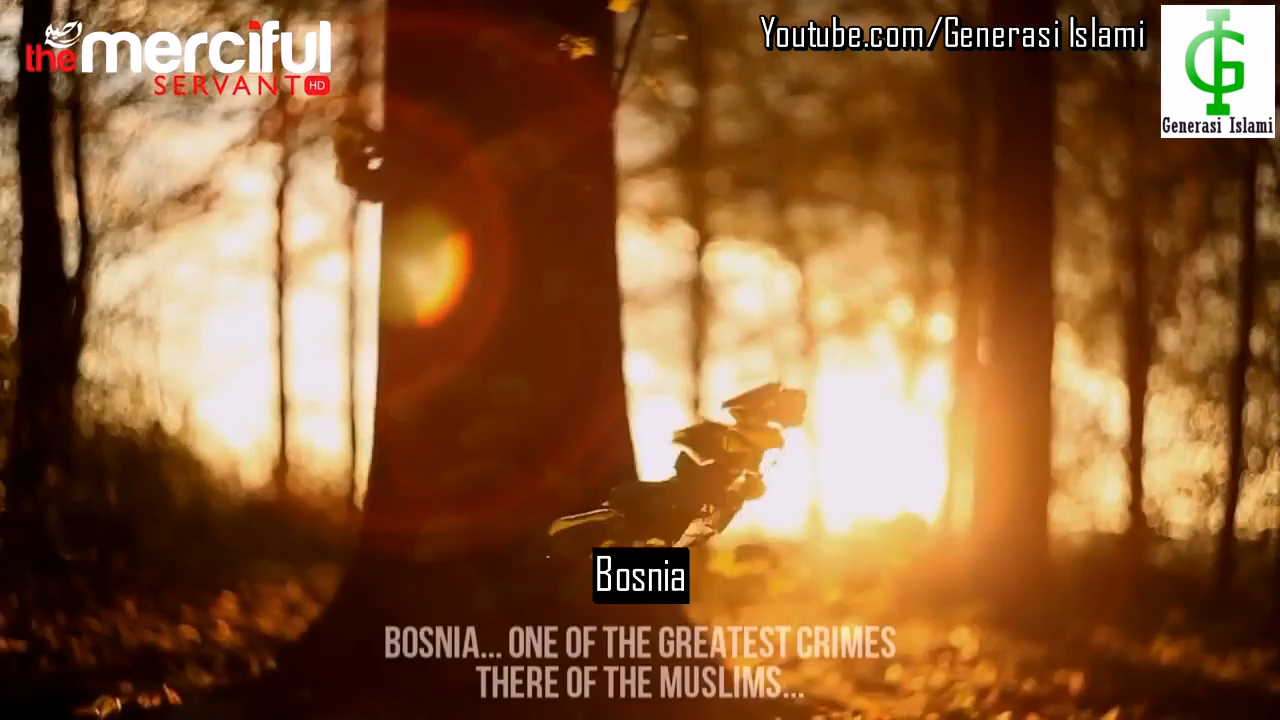 the merciful
SERVANT HD
Youtube.com/Generasi Islami
GI
Generasi Islami
Bosnia
BOSNIA... ONE OF THE GREATEST CRIMES
THERE OF THE MUSLIMS...